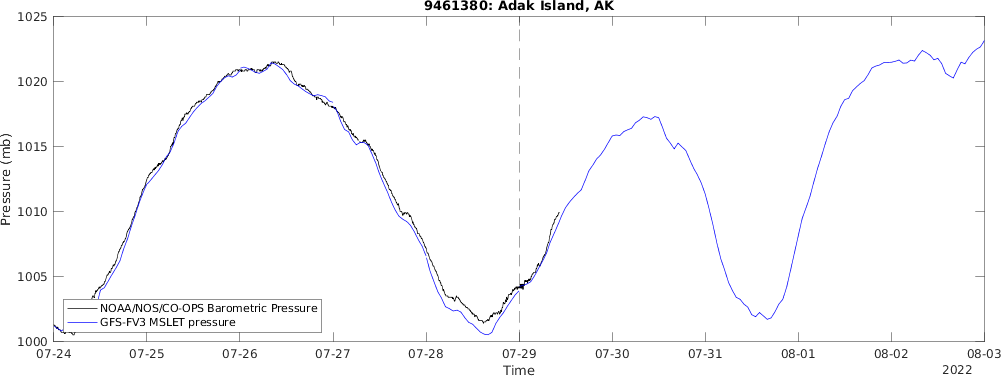 9461380: Adak Island, AK
1025
1020
1015
1010
1005
1000
Pressure (mb)
NOAA/NOS/CO-OPS Barometric Pressure
GFS-FV3 MSLET pressure
07-24 07-25 07-26 07-27 07-28 07-29 07-30 07-31 08-01 08-02 08-03
Time
2022